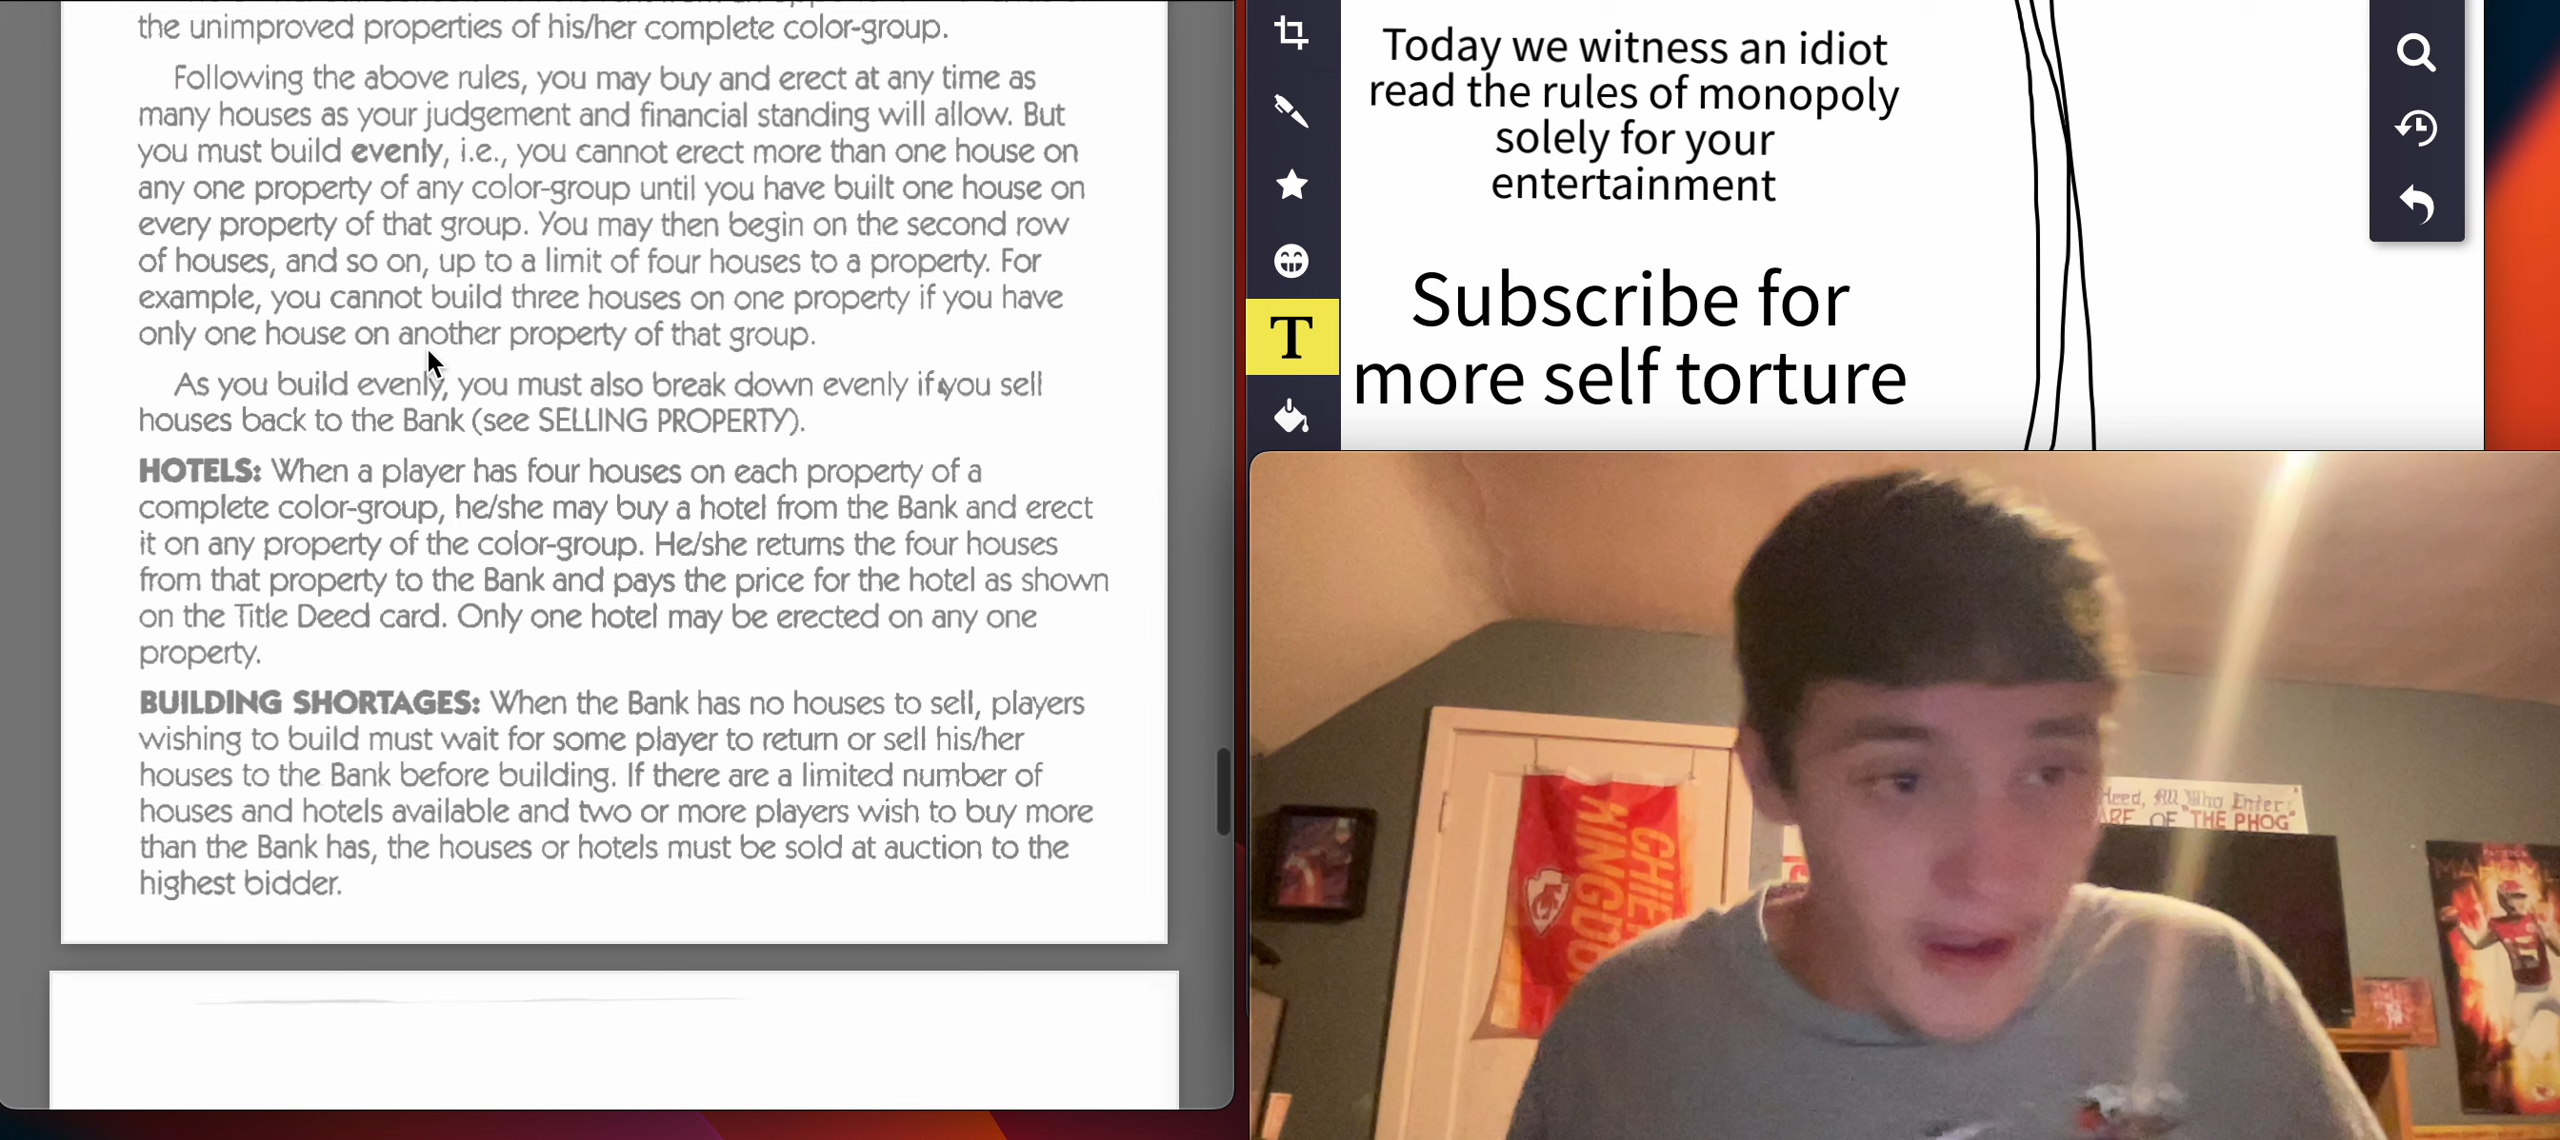 the unimproved properties of his/her complete color-group.
Following the above rules, you may buy and erect at any time as
many houses as your judgement and financial standing will allow. But
you must build evenly, i.e., you cannot erect more than one house on
any one property of any color-group until you have built one house on
every property of that group. You may then begin on the second row
of houses, and so on, up to a limit of four houses to a property. For
example, you cannot build three houses on one property if you have
only one house on another property of that group.
As you build evenly, you must also break down evenly if you sell
houses back to the Bank (see SELLING PROPERTY).
HOTELS: When a player has four houses on each property of a
complete color-group, he/she may buy a hotel from the Bank and erect
it on any property of the color-group. He/she returns the four houses
from that property to the Bank and pays the price for the hotel as shown
on the Title Deed card. Only one hotel may be erected on any one
property.
BUILDING SHORTAGES: When the Bank has no houses to sell, players
wishing to build must wait for some player to return or sell his/her
houses to the Bank before building. If there are a limited number of
houses and hotels available and two or more players wish to buy more
than the Bank has, the houses or hotels must be sold at auction to the
highest bidder.
Today we witness an idiot
read the rules of monopoly
solely for your
entertainment
Subscribe for
more self torture
T
Heed, All Who Enter:
OF "THE PHOG"